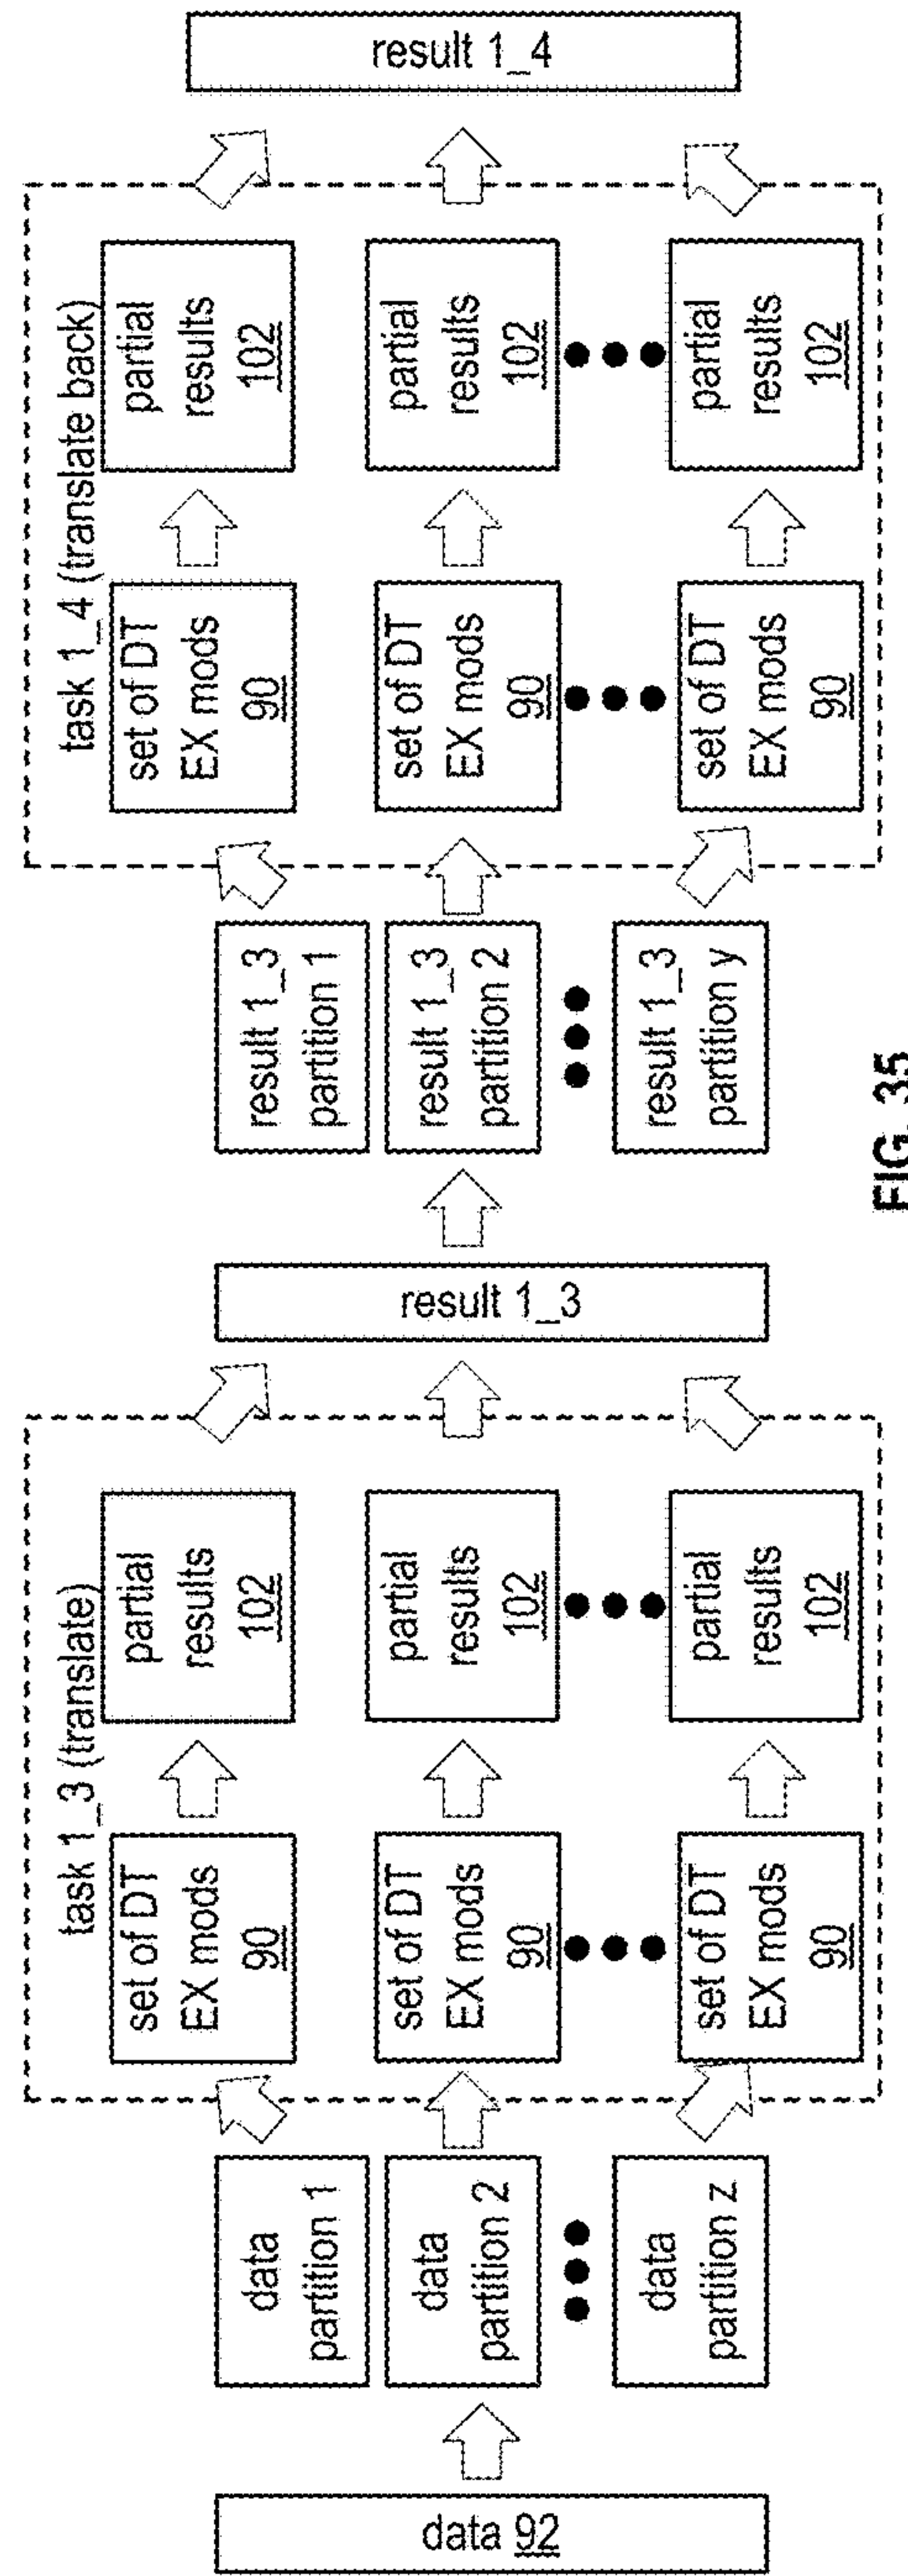 data 92
data
partition 1
data
partition 2
data
partition z
task 1_3 (translate)
set of DT
EX mods
90
partial
results
102
set of DT
EX mods
90
partial
results
102
set of DT
EX mods
90
partial
results
102
result 1_3
result 1_3
partition 1
result 1_3
partition 2
result 1_3
partition y
task 1_4 (translate back)
set of DT
EX mods
90
partial
results
102
set of DT
EX mods
90
partial
results
102
set of DT
EX mods
90
partial
results
102
result 1_4
FIG. 35